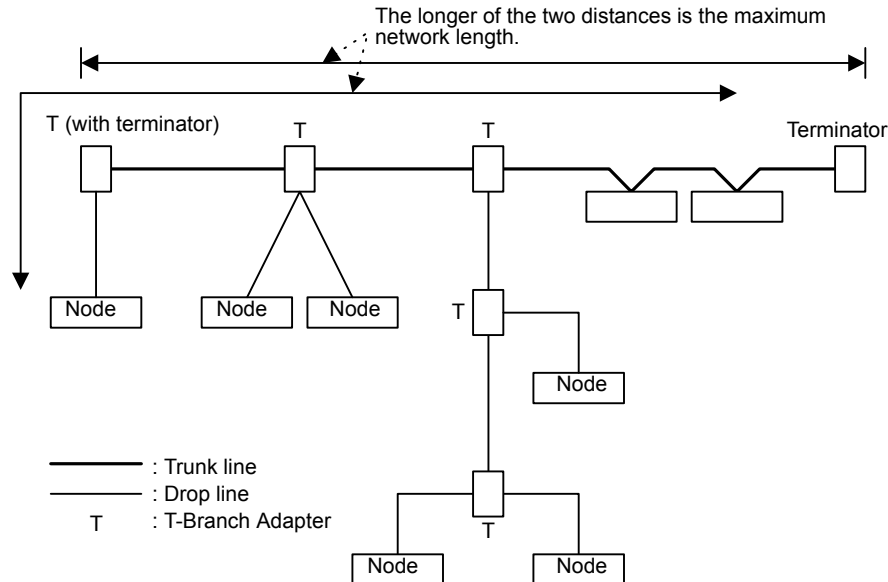 The longer of the two distances is the maximum
network length.
T (with terminator)
T
T
Terminator
Node
Node
Node
T
Node
: Trunk line
: Drop line
T : T-Branch Adapter
T
Node
Node